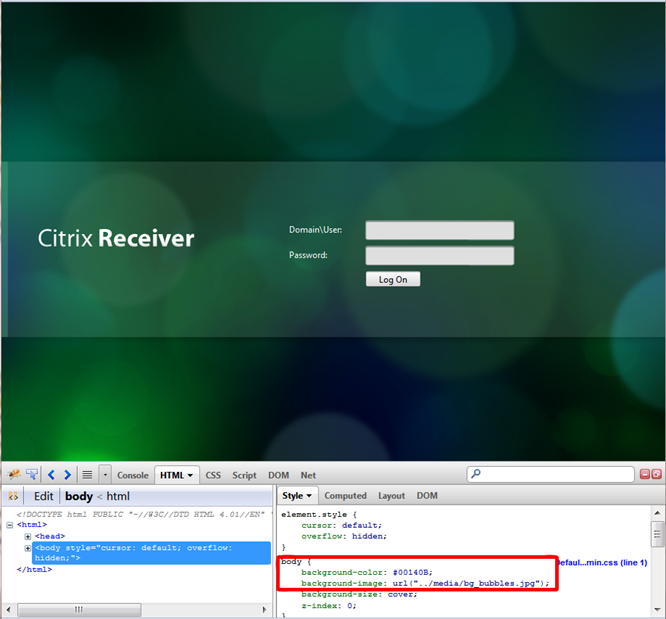 Citrix Receiver
Domain\User:
Password:
Log On
Console HTML CSS Script DOM Net
Edit body < html
Style Computed Layout DOM
<!DOCTYPE html PUBLIC "-//W3C//DTD HTML 4.01//EN"
<html>
<head>
<body style="cursor: default; overflow:
hidden;">
</html>
element.style {
cursor: default;
overflow: hidden;
}
body {
efaul...min.css (line 1)
background-color: #00140B;
background-image: url("../media/bg_bubbles.jpg");
background-size: cover;
z-index: 0;
}